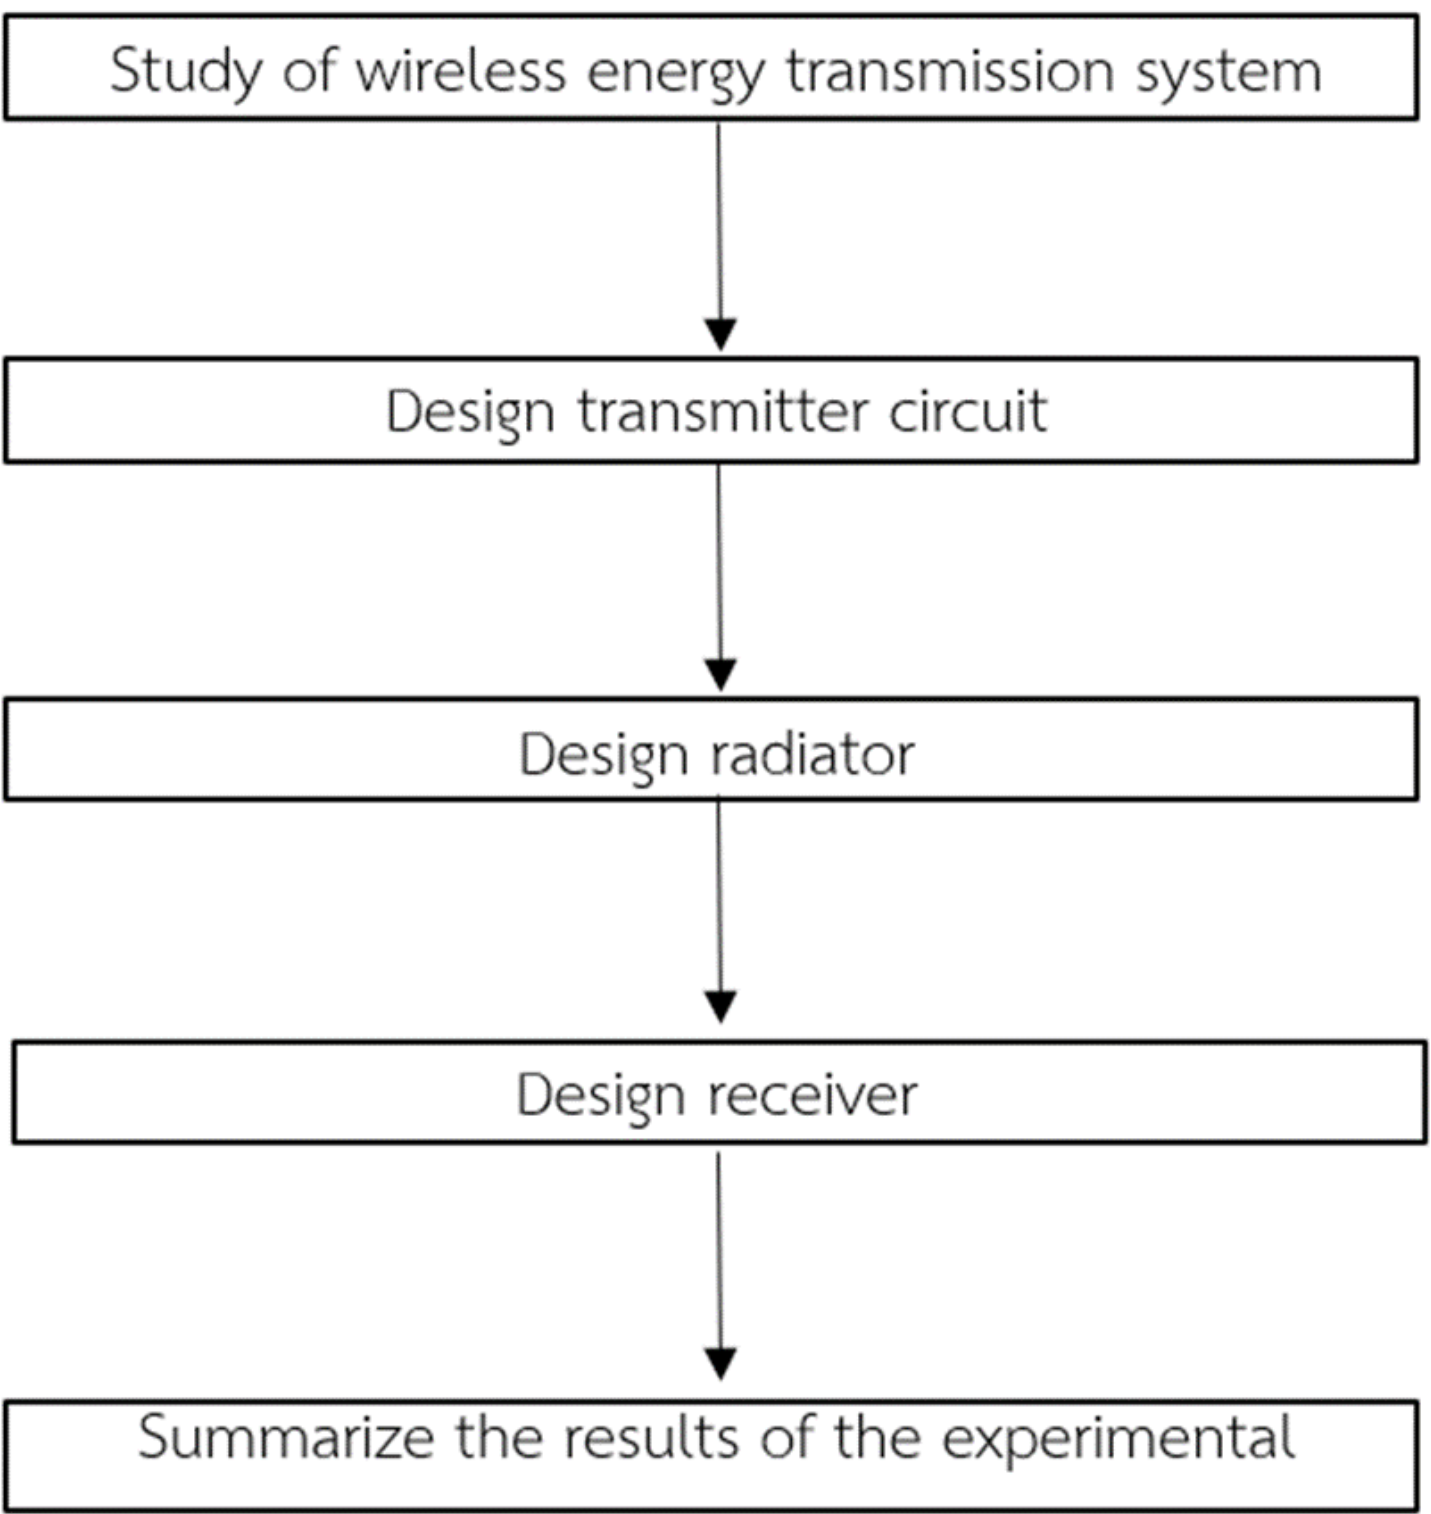 Study of wireless energy transmission system
Design transmitter circuit
Design radiator
Design receiver
Summarize the results of the experimental